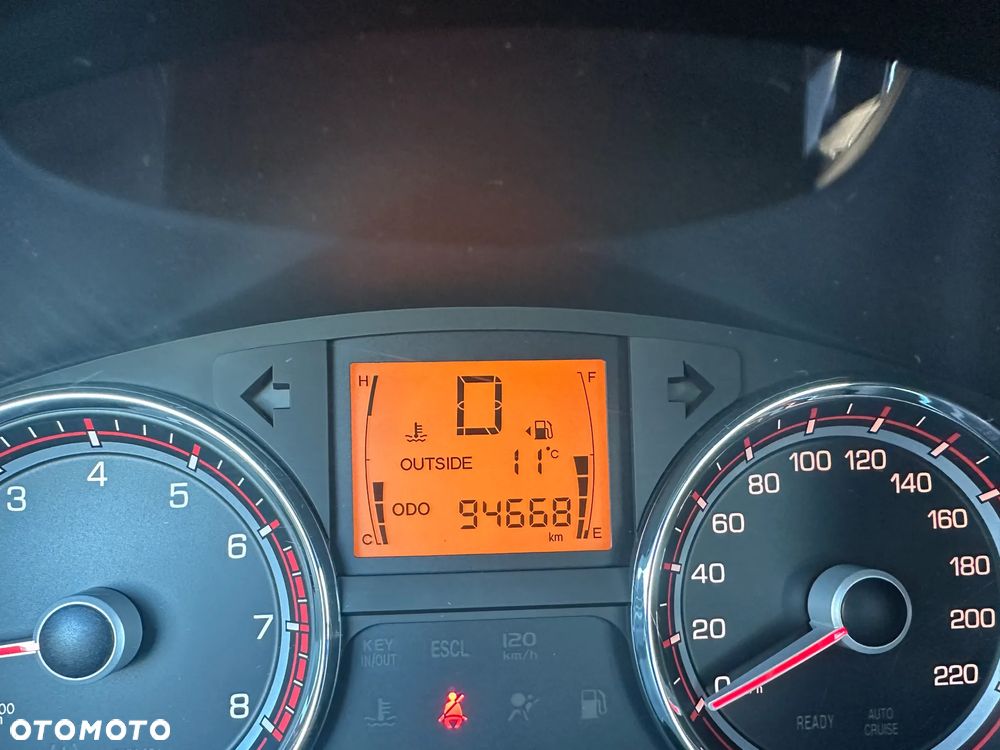 H
D
F
OUTSIDE 11°C
ODO 94668
km
C
E
3
4
5
6
7
8
0
20
40
60
80
100
120
140
160
180
200
220
KEY
IN/OUT
ESCL
120
km/h
READY
AUTO
CRUISE
OTOMOTO